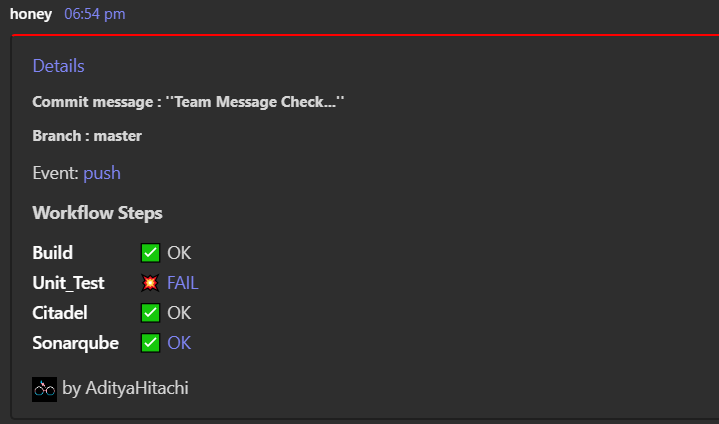 honey 06:54 pm
Details
Commit message : ''Team Message Check...''
Branch : master
Event: push
Workflow Steps
Build ✅ OK
Unit_Test 💥 FAIL
Citadel ✅ OK
Sonarqube ✅ OK
by AdityaHitachi